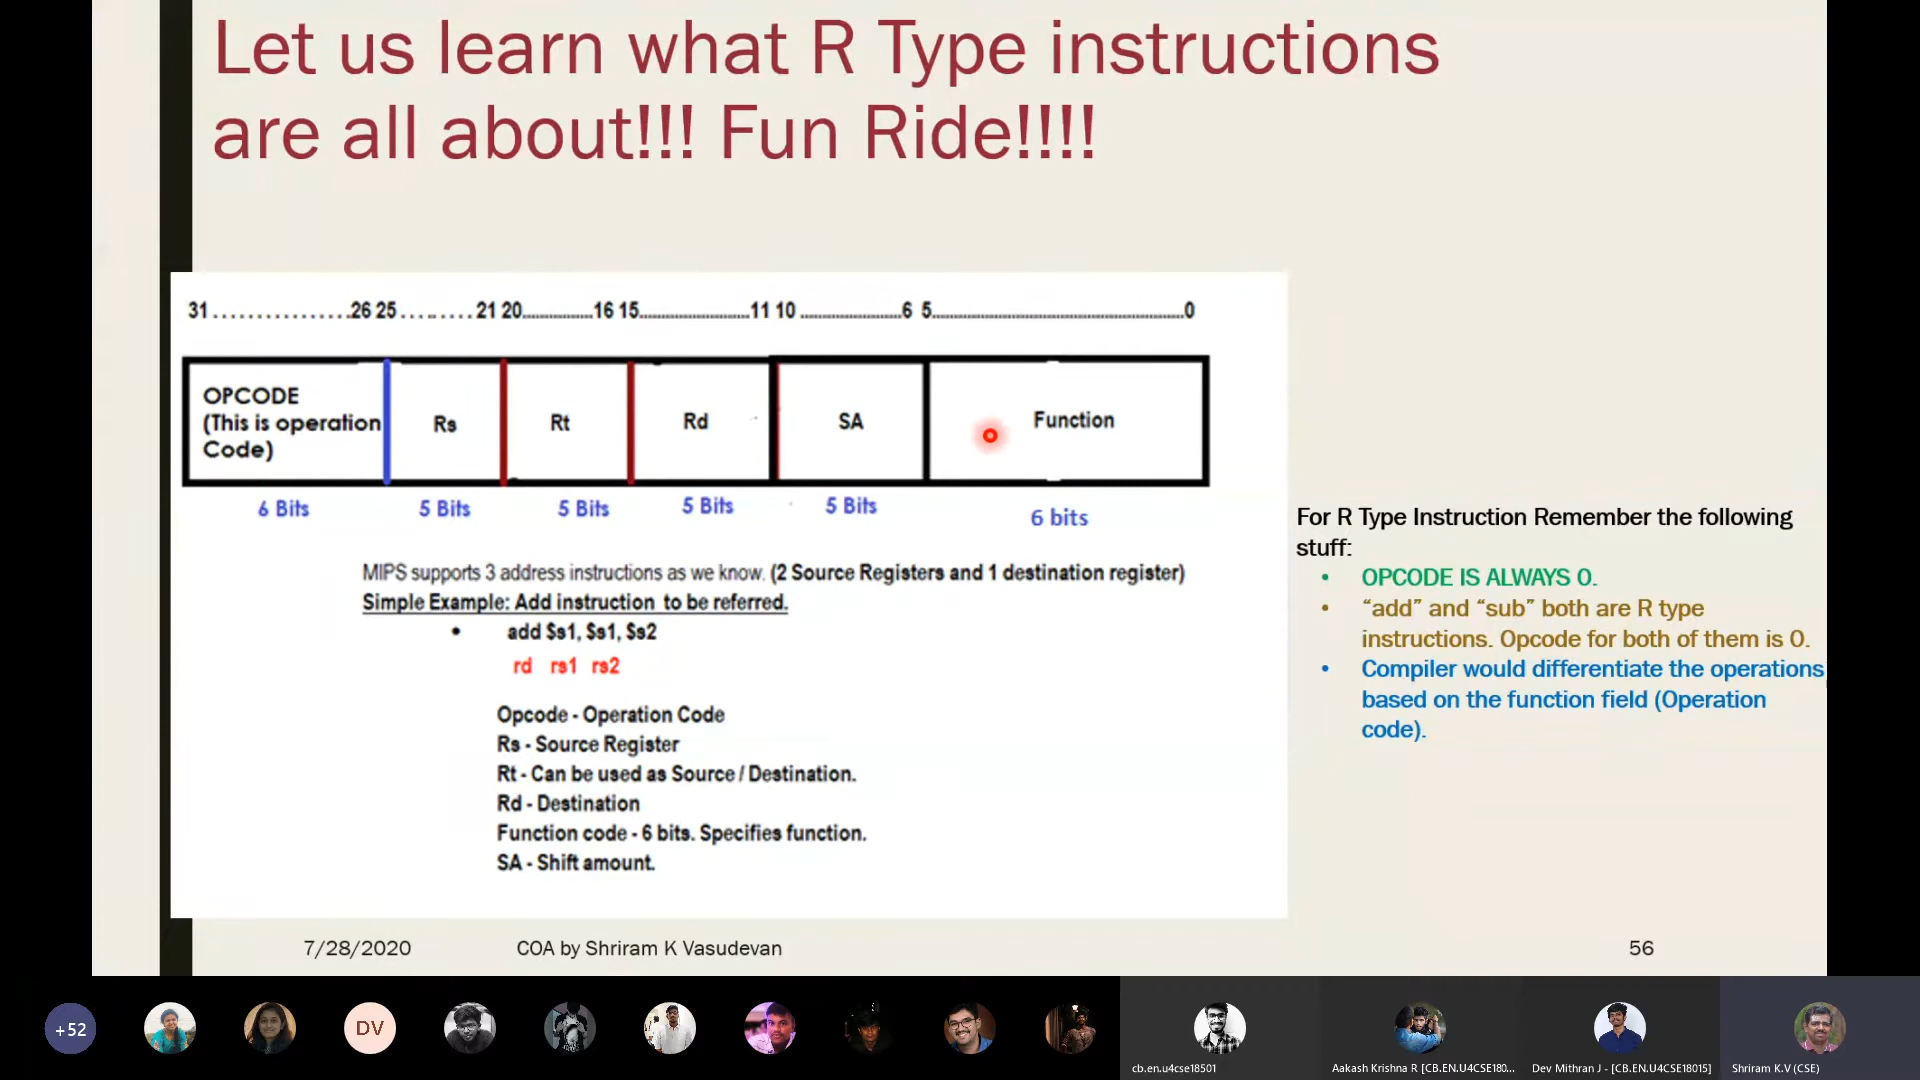 Let us learn what R Type instructions
are all about!!! Fun Ride!!!!
31................26 25........21 20................16 15........................11 10 ......................6 5......................................................0
OPCODE
(This is operation
Code)
Rs
Rt
Rd
SA
Function
6 Bits
5 Bits
5 Bits
5 Bits
5 Bits
6 bits
MIPS supports 3 address instructions as we know. (2 Source Registers and 1 destination register)
Simple Example: Add instruction to be referred.
• add $s1, $s1, $s2
rd rs1 rs2
Opcode - Operation Code
Rs - Source Register
Rt - Can be used as Source / Destination.
Rd - Destination
Function code - 6 bits. Specifies function.
SA - Shift amount.
For R Type Instruction Remember the following
stuff:
• OPCODE IS ALWAYS 0.
• “add” and “sub” both are R type
instructions. Opcode for both of them is 0.
• Compiler would differentiate the operations
based on the function field (Operation
code).
7/28/2020
COA by Shriram K Vasudevan
56
+52
DV
cb.en.u4cse18501
Aakash Krishna R [CB.EN.U4CSE180...
Dev Mithran J - [CB.EN.U4CSE18015]
Shriram K.V (CSE)